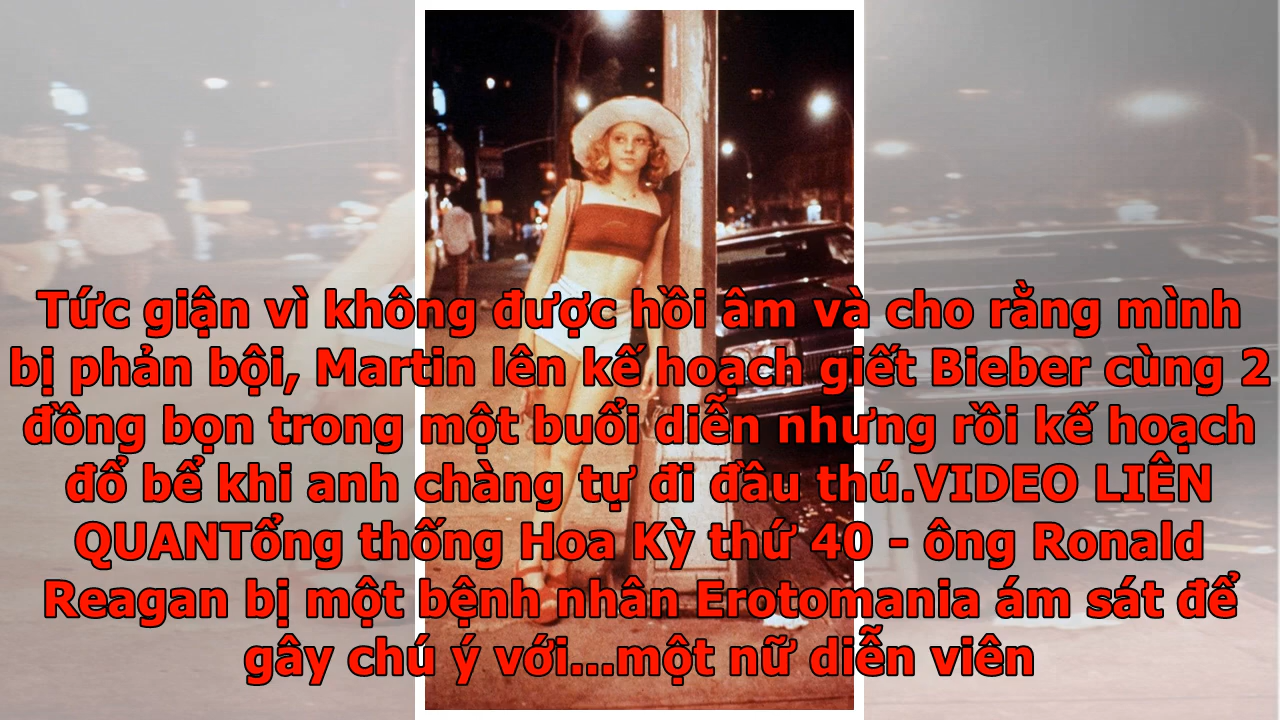 Tức giận vì không được hồi âm và cho rằng mình
bị phản bội, Martin lên kế hoạch giết Bieber cùng 2
đồng bọn trong một buổi diễn nhưng rồi kế hoạch
đổ bể khi anh chàng tự đi đầu thú.VIDEO LIÊN
QUANTổng thống Hoa Kỳ thứ 40 - ông Ronald
Reagan bị một bệnh nhân Erotomania ám sát để
gây chú ý với...một nữ diễn viên